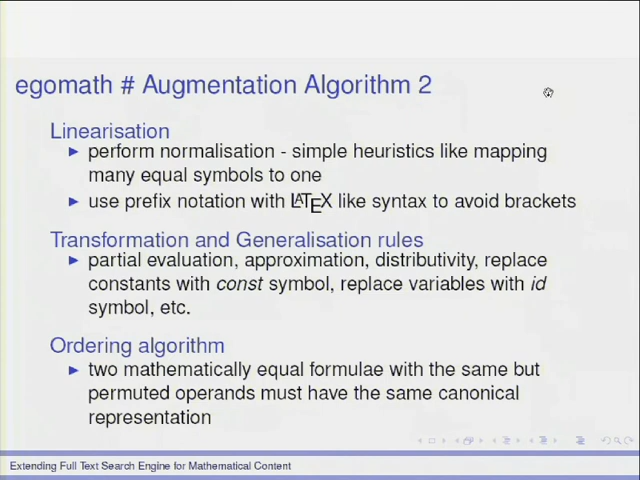 egomath # Augmentation Algorithm 2
Linearisation
▶ perform normalisation - simple heuristics like mapping
many equal symbols to one
▶ use prefix notation with LATEX like syntax to avoid brackets
Transformation and Generalisation rules
▶ partial evaluation, approximation, distributivity, replace
constants with const symbol, replace variables with id
symbol, etc.
Ordering algorithm
▶ two mathematically equal formulae with the same but
permuted operands must have the same canonical
representation
Extending Full Text Search Engine for Mathematical Content